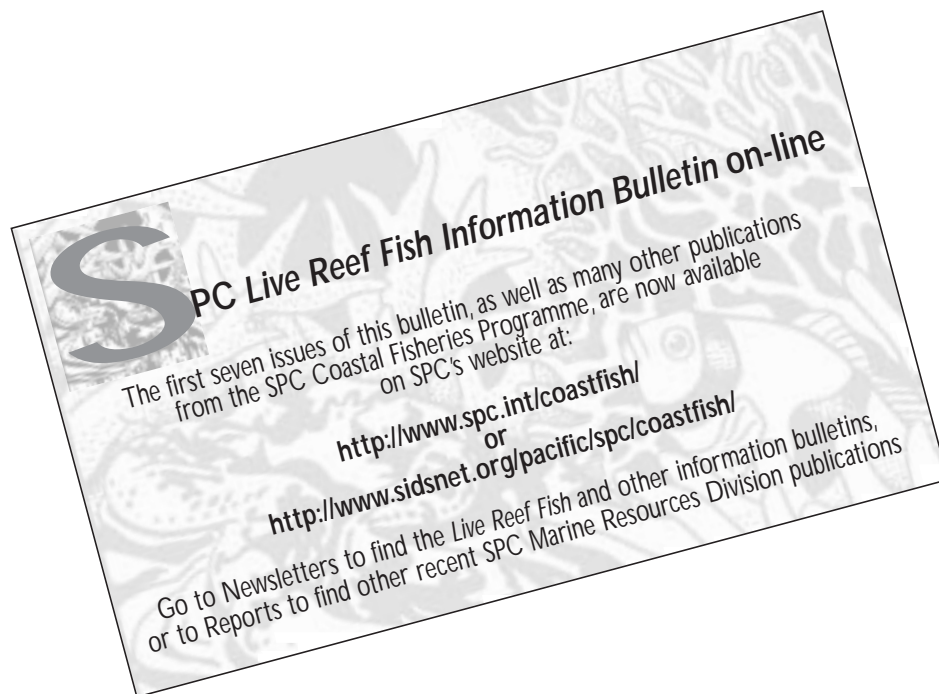 SPC Live Reef Fish Information Bulletin on-line
The first seven issues of this bulletin, as well as many other publications
from the SPC Coastal Fisheries Programme, are now available
on SPC's website at:
http://www.spc.int/coastfish/
or
http://www.sidsnet.org/pacific/spc/coastfish/
Go to Newsletters to find the Live Reef Fish and other information bulletins,
or to Reports to find other recent SPC Marine Resources Division publications